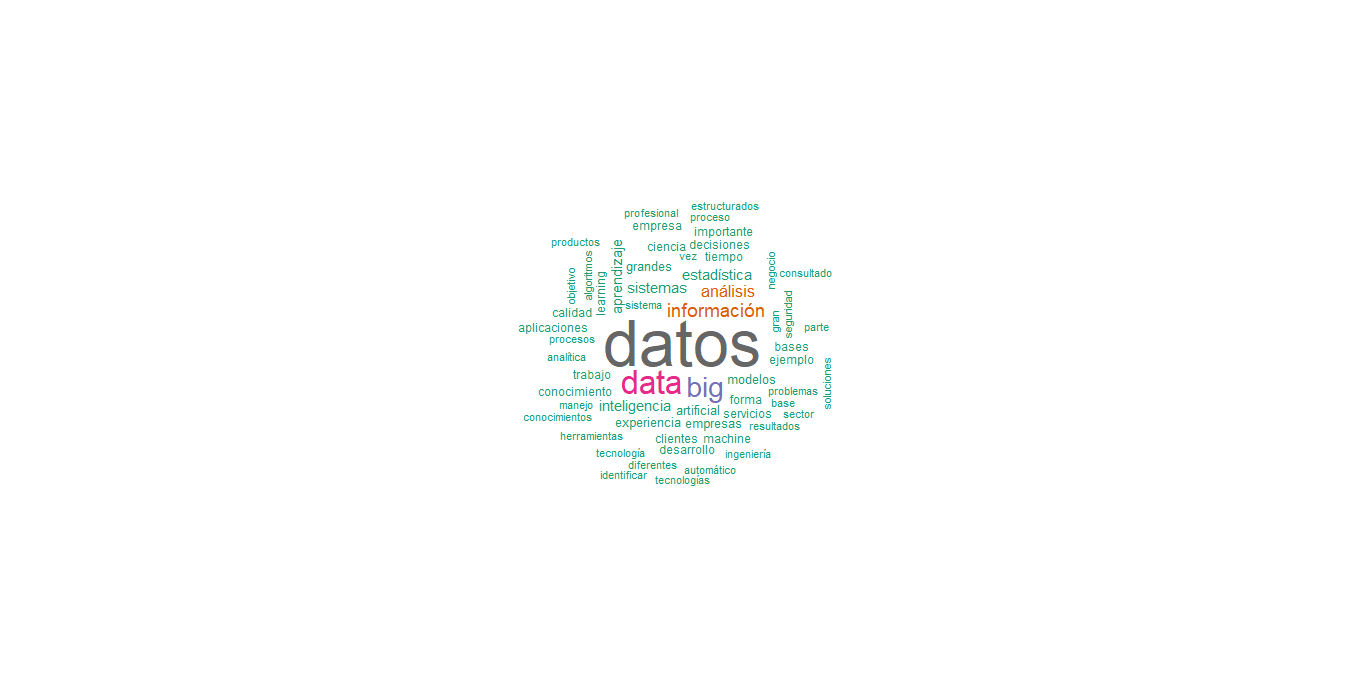 estructurados
profesional
proceso
empresa
importante
productos
ciencia
decisiones
vez
tiempo
aprendizaje
algoritmos
objetivo
learning
grandes
estadística
negocio
consultado
sistemas
análisis
seguridad
sistema
información
gran
calidad
aplicaciones
parte
procesos
datos
bases
analítica
ejemplo
trabajo
data
big
modelos
soluciones
conocimiento
problemas
manejo
inteligencia
artificial
forma
base
conocimientos
servicios
sector
experiencia
empresas
resultados
herramientas
clientes
machine
tecnología
desarrollo
ingeniería
diferentes
automático
identificar
tecnologías